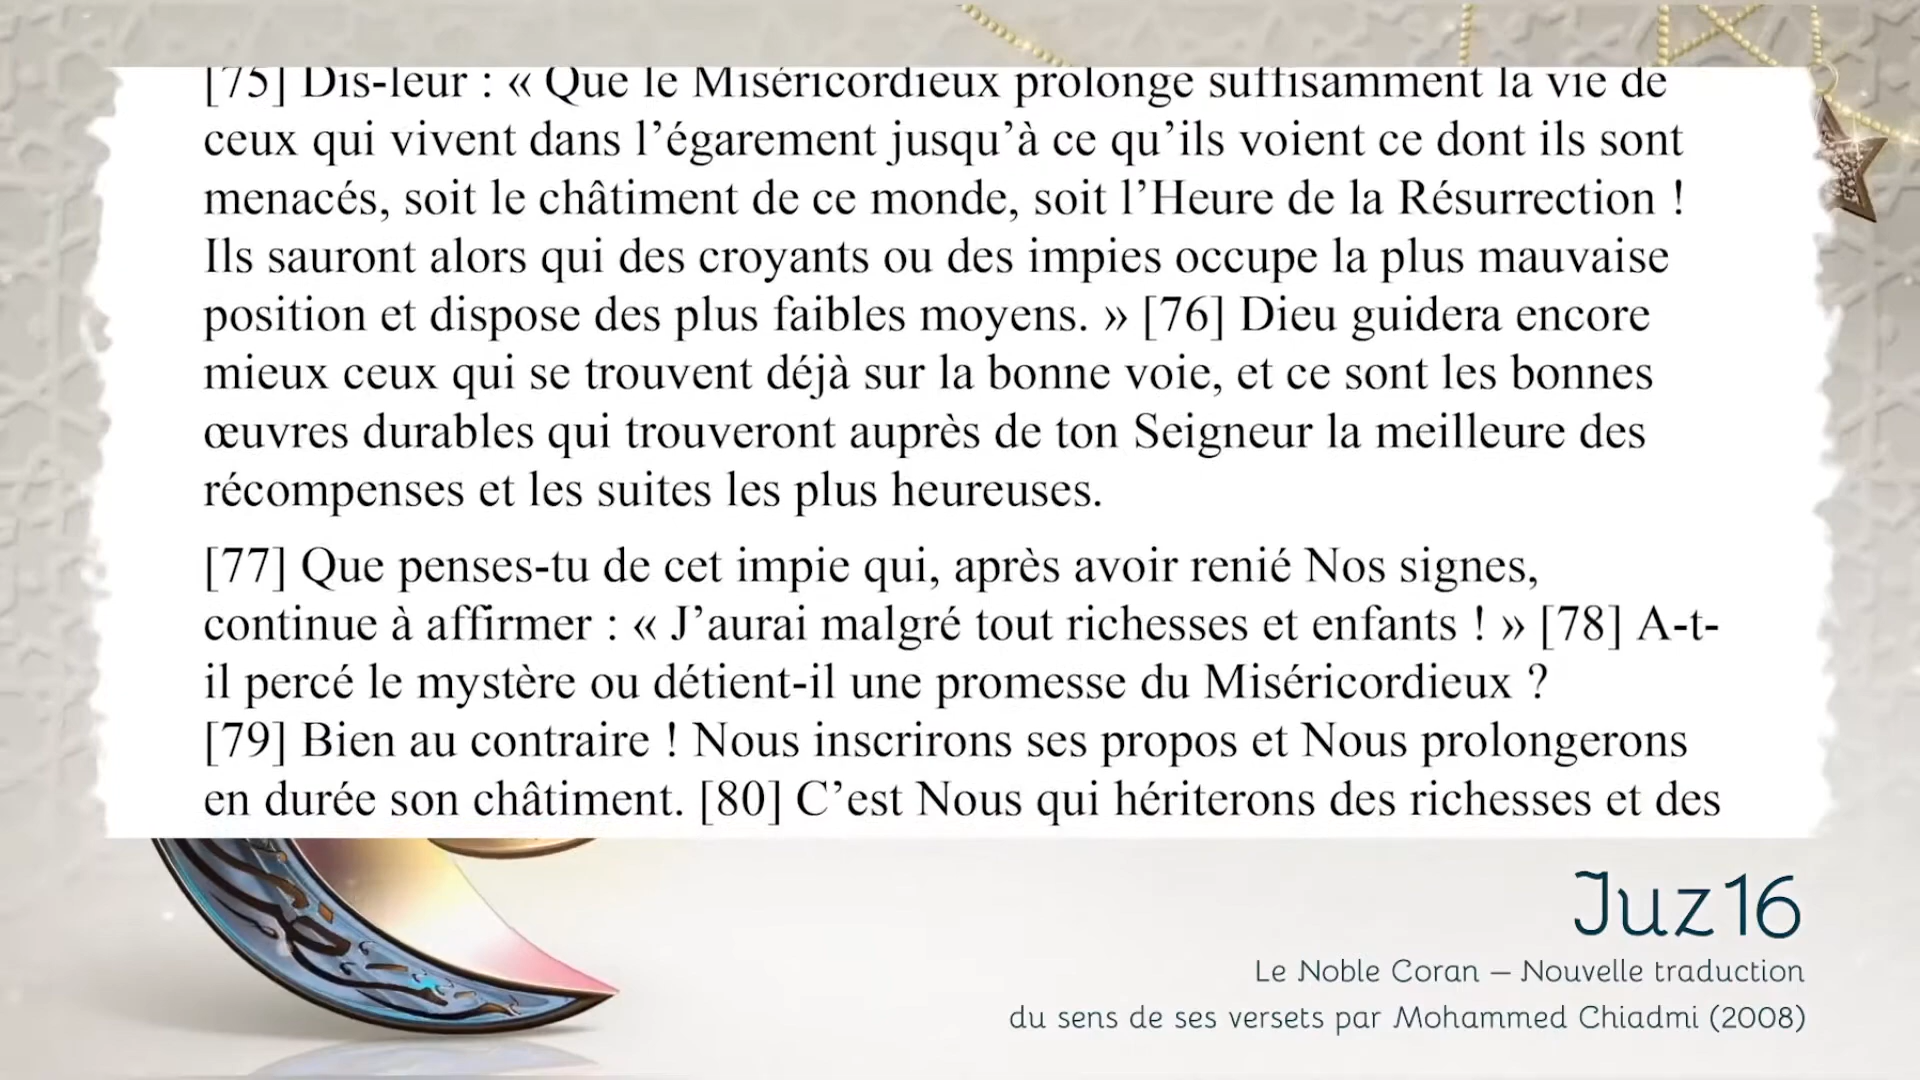 [75] Dis-leur : « Que le Miséricordieux prolonge suffisamment la vie de
ceux qui vivent dans l’égarement jusqu’à ce qu’ils voient ce dont ils sont
menacés, soit le châtiment de ce monde, soit l’Heure de la Résurrection !
Ils sauront alors qui des croyants ou des impies occupe la plus mauvaise
position et dispose des plus faibles moyens. » [76] Dieu guidera encore
mieux ceux qui se trouvent déjà sur la bonne voie, et ce sont les bonnes
œuvres durables qui trouveront auprès de ton Seigneur la meilleure des
récompenses et les suites les plus heureuses.
[77] Que penses-tu de cet impie qui, après avoir renié Nos signes,
continue à affirmer : « J’aurai malgré tout richesses et enfants ! » [78] A-t-
il percé le mystère ou détient-il une promesse du Miséricordieux ?
[79] Bien au contraire ! Nous inscrirons ses propos et Nous prolongerons
en durée son châtiment. [80] C’est Nous qui hériterons des richesses et des
Juz 16
Le Noble Coran – Nouvelle traduction
du sens de ses versets par Mohammed Chiadmi (2008)